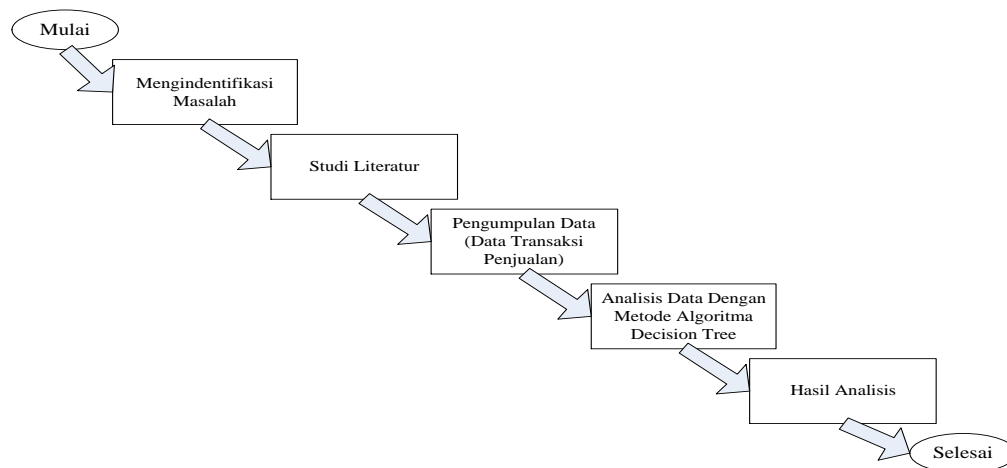 Mulai
Mengindentifikasi
Masalah
Studi Literatur
Pengumpulan Data
(Data Transaksi
Penjualan)
Analisis Data Dengan
Metode Algoritma
Decision Tree
Hasil Analisis
Selesai